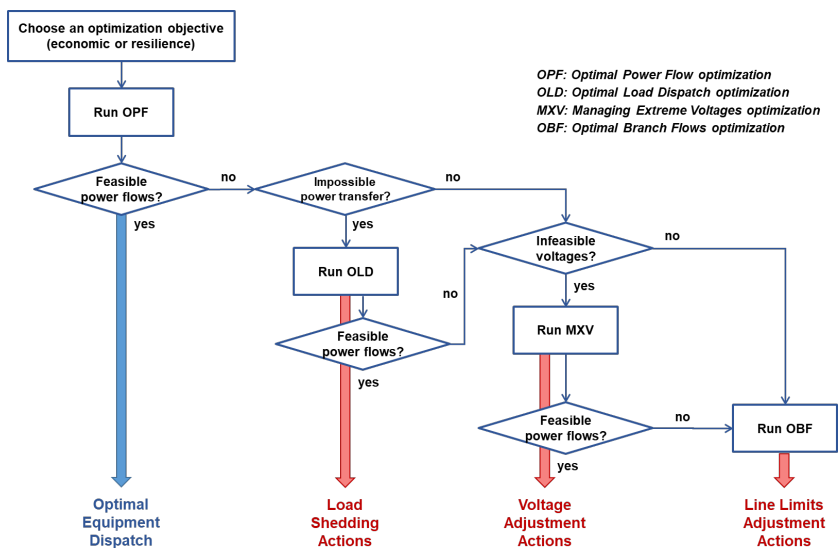 Choose an optimization objective
(economic or resilience)
OPF: Optimal Power Flow optimization
OLD: Optimal Load Dispatch optimization
MXV: Managing Extreme Voltages optimization
OBF: Optimal Branch Flows optimization
Run OPF
Feasible
power flows?
no
yes
Impossible
power transfer?
no
yes
Run OLD
Feasible
power flows?
no
yes
Infeasible
voltages?
no
yes
Run MXV
Feasible
power flows?
no
yes
Run OBF
Optimal
Equipment
Dispatch
Load
Shedding
Actions
Voltage
Adjustment
Actions
Line Limits
Adjustment
Actions